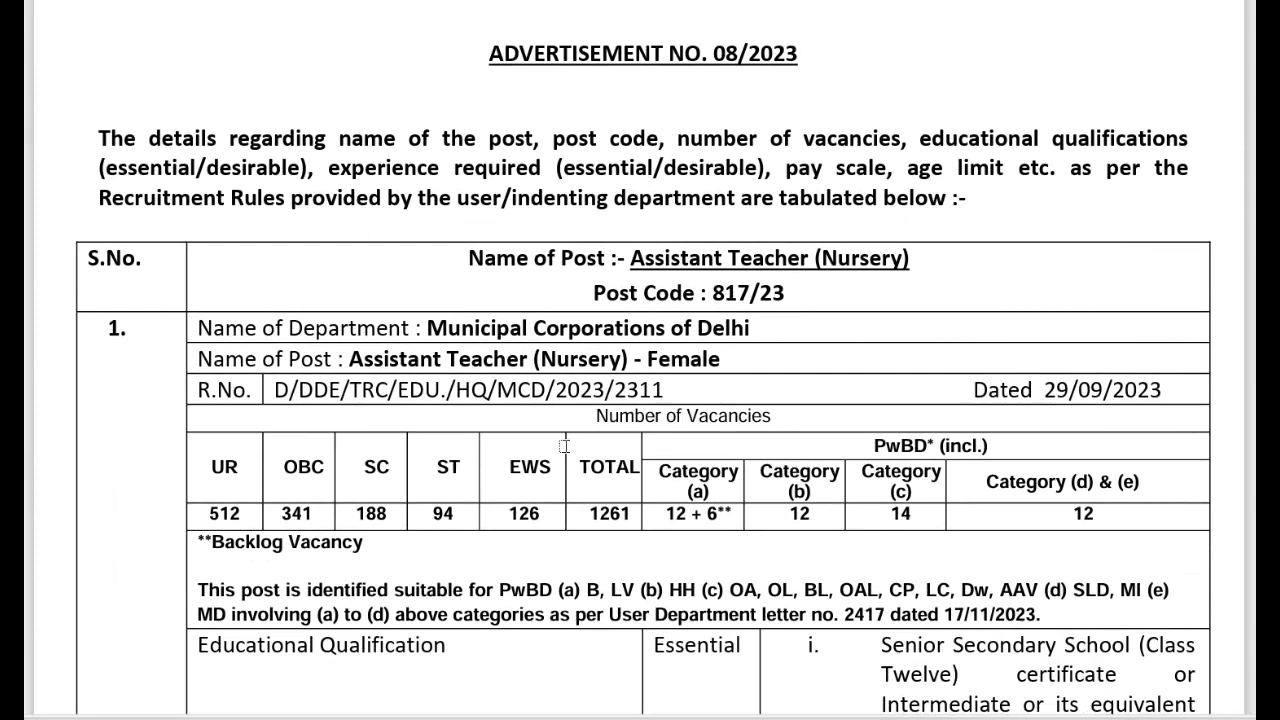 ADVERTISEMENT NO. 08/2023
The details regarding name of the post, post code, number of vacancies, educational qualifications
(essential/desirable), experience required (essential/desirable), pay scale, age limit etc. as per the
Recruitment Rules provided by the user/indenting department are tabulated below :-
S.No.
Name of Post :- Assistant Teacher (Nursery)
Post Code : 817/23
1.
Name of Department : Municipal Corporations of Delhi
Name of Post : Assistant Teacher (Nursery) - Female
R.No. D/DDE/TRC/EDU./HQ/MCD/2023/2311 Dated 29/09/2023
Number of Vacancies
UR OBC SC ST EWS TOTAL PwBD* (incl.)
Category (a) Category (b) Category (c) Category (d) & (e)
512 341 188 94 126 1261 12 + 6** 12 14 12
**Backlog Vacancy
This post is identified suitable for PwBD (a) B, LV (b) HH (c) OA, OL, BL, OAL, CP, LC, Dw, AAV (d) SLD, MI (e)
MD involving (a) to (d) above categories as per User Department letter no. 2417 dated 17/11/2023.
Educational Qualification Essential i. Senior Secondary School (Class
Twelve) certificate or
Intermediate or its equivalent